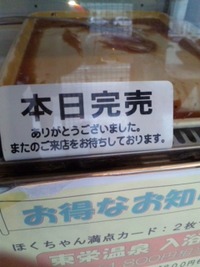 本日完売
ありがとうございました。
またのご来店をお待ちしております。
お得なお知
ほくちゃん満点カード:2枚
東栄温泉 入浴